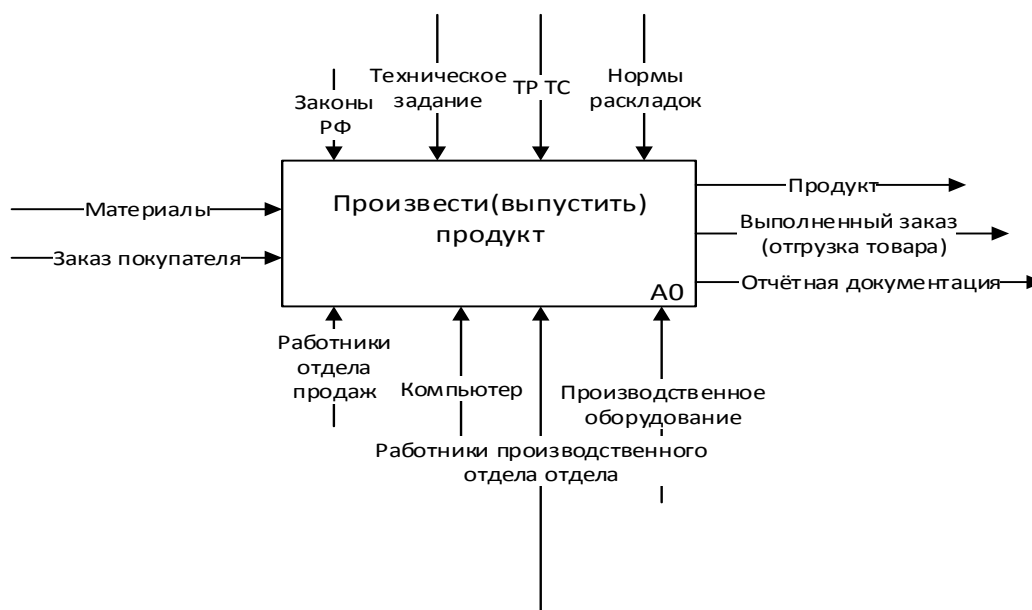 Законы
РФ
Техническое
задание
ТР ТС
Нормы
раскладок
Материалы
Заказ покупателя
Произвести(выпустить)
продукт
А0
Продукт
Выполненный заказ
(отгрузка товара)
Отчётная документация
Работники
отдела
продаж
Компьютер
Работники производственного
отдела отдела
Производственное
оборудование